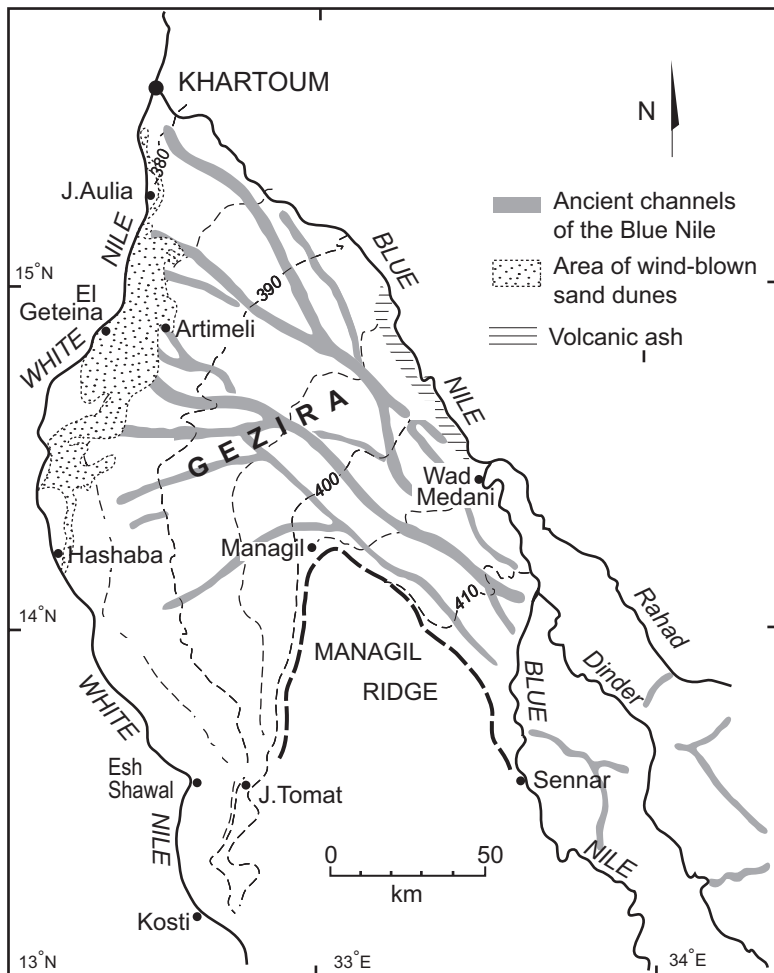 KHARTOUM
N
380
J.Aulia
NILE
Ancient channels
of the Blue Nile
BLUE
15°N
El
Geteina
390
Area of wind-blown
sand dunes
WHITE
Artimeli
Volcanic ash
NILE
GEZIRA
Wad
Medani
400
Hashaba
Managil
Rahad
410
14°N
MANAGIL
RIDGE
BLUE
Dinder
WHITE
Esh
Shawal
J.Tomat
Sennar
NILE
0 50
km
NILE
Kosti
13°N
33°E
34°E